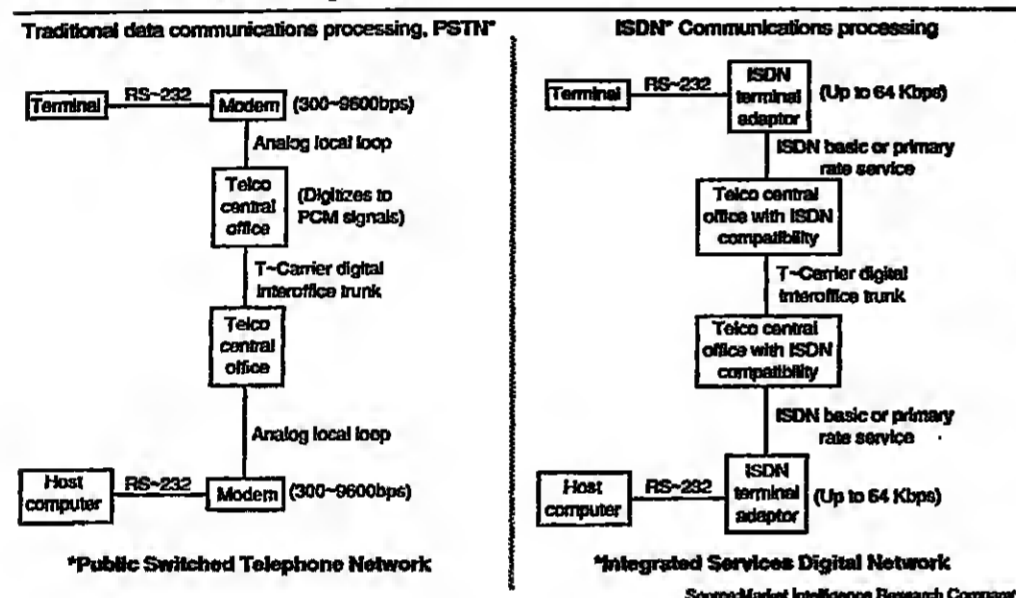 Traditional data communications processing, PSTN*
Terminal
RS~232
Modem
(300~9600bps)
Analog local loop
Telco
central
office
(Digitizes to
PCM signals)
T~Carrier digital
interoffice trunk
Telco
central
office
Analog local loop
Host
computer
RS~232
Modem
(300~9600bps)
*Public Switched Telephone Network
ISDN* Communications processing
Terminal
RS~232
ISDN
terminal
adaptor
(Up to 64 Kbps)
ISDN basic or primary
rate service
Telco central
office with ISDN
compatibility
T~Carrier digital
interoffice trunk
Telco central
office with ISDN
compatibility
ISDN basic or primary
rate service
Host
computer
RS~232
ISDN
terminal
adaptor
(Up to 64 Kbps)
*Integrated Services Digital Network
Source:Market Intelligence Research Company